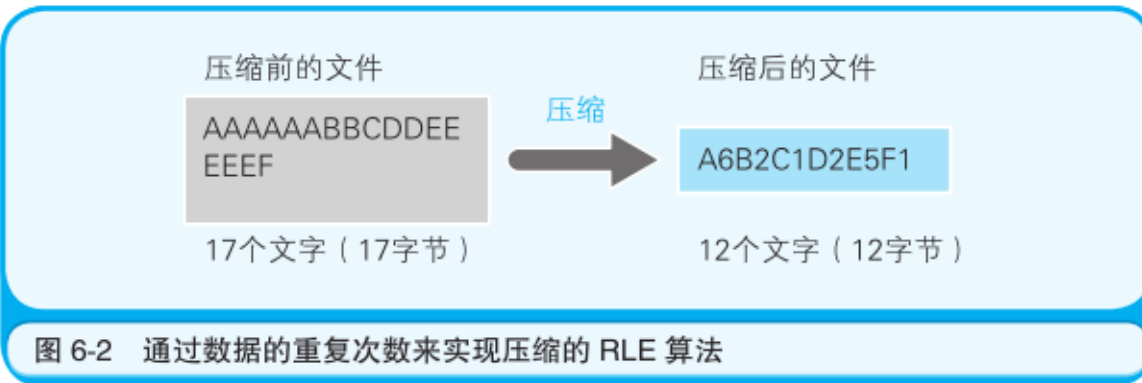 压缩前的文件
AAAAAABBCDDEE
EEEF
17个文字（17字节）
压缩
压缩后的文件
A6B2C1D2E5F1
12个文字（12字节）
图 6-2 通过数据的重复次数来实现压缩的 RLE 算法